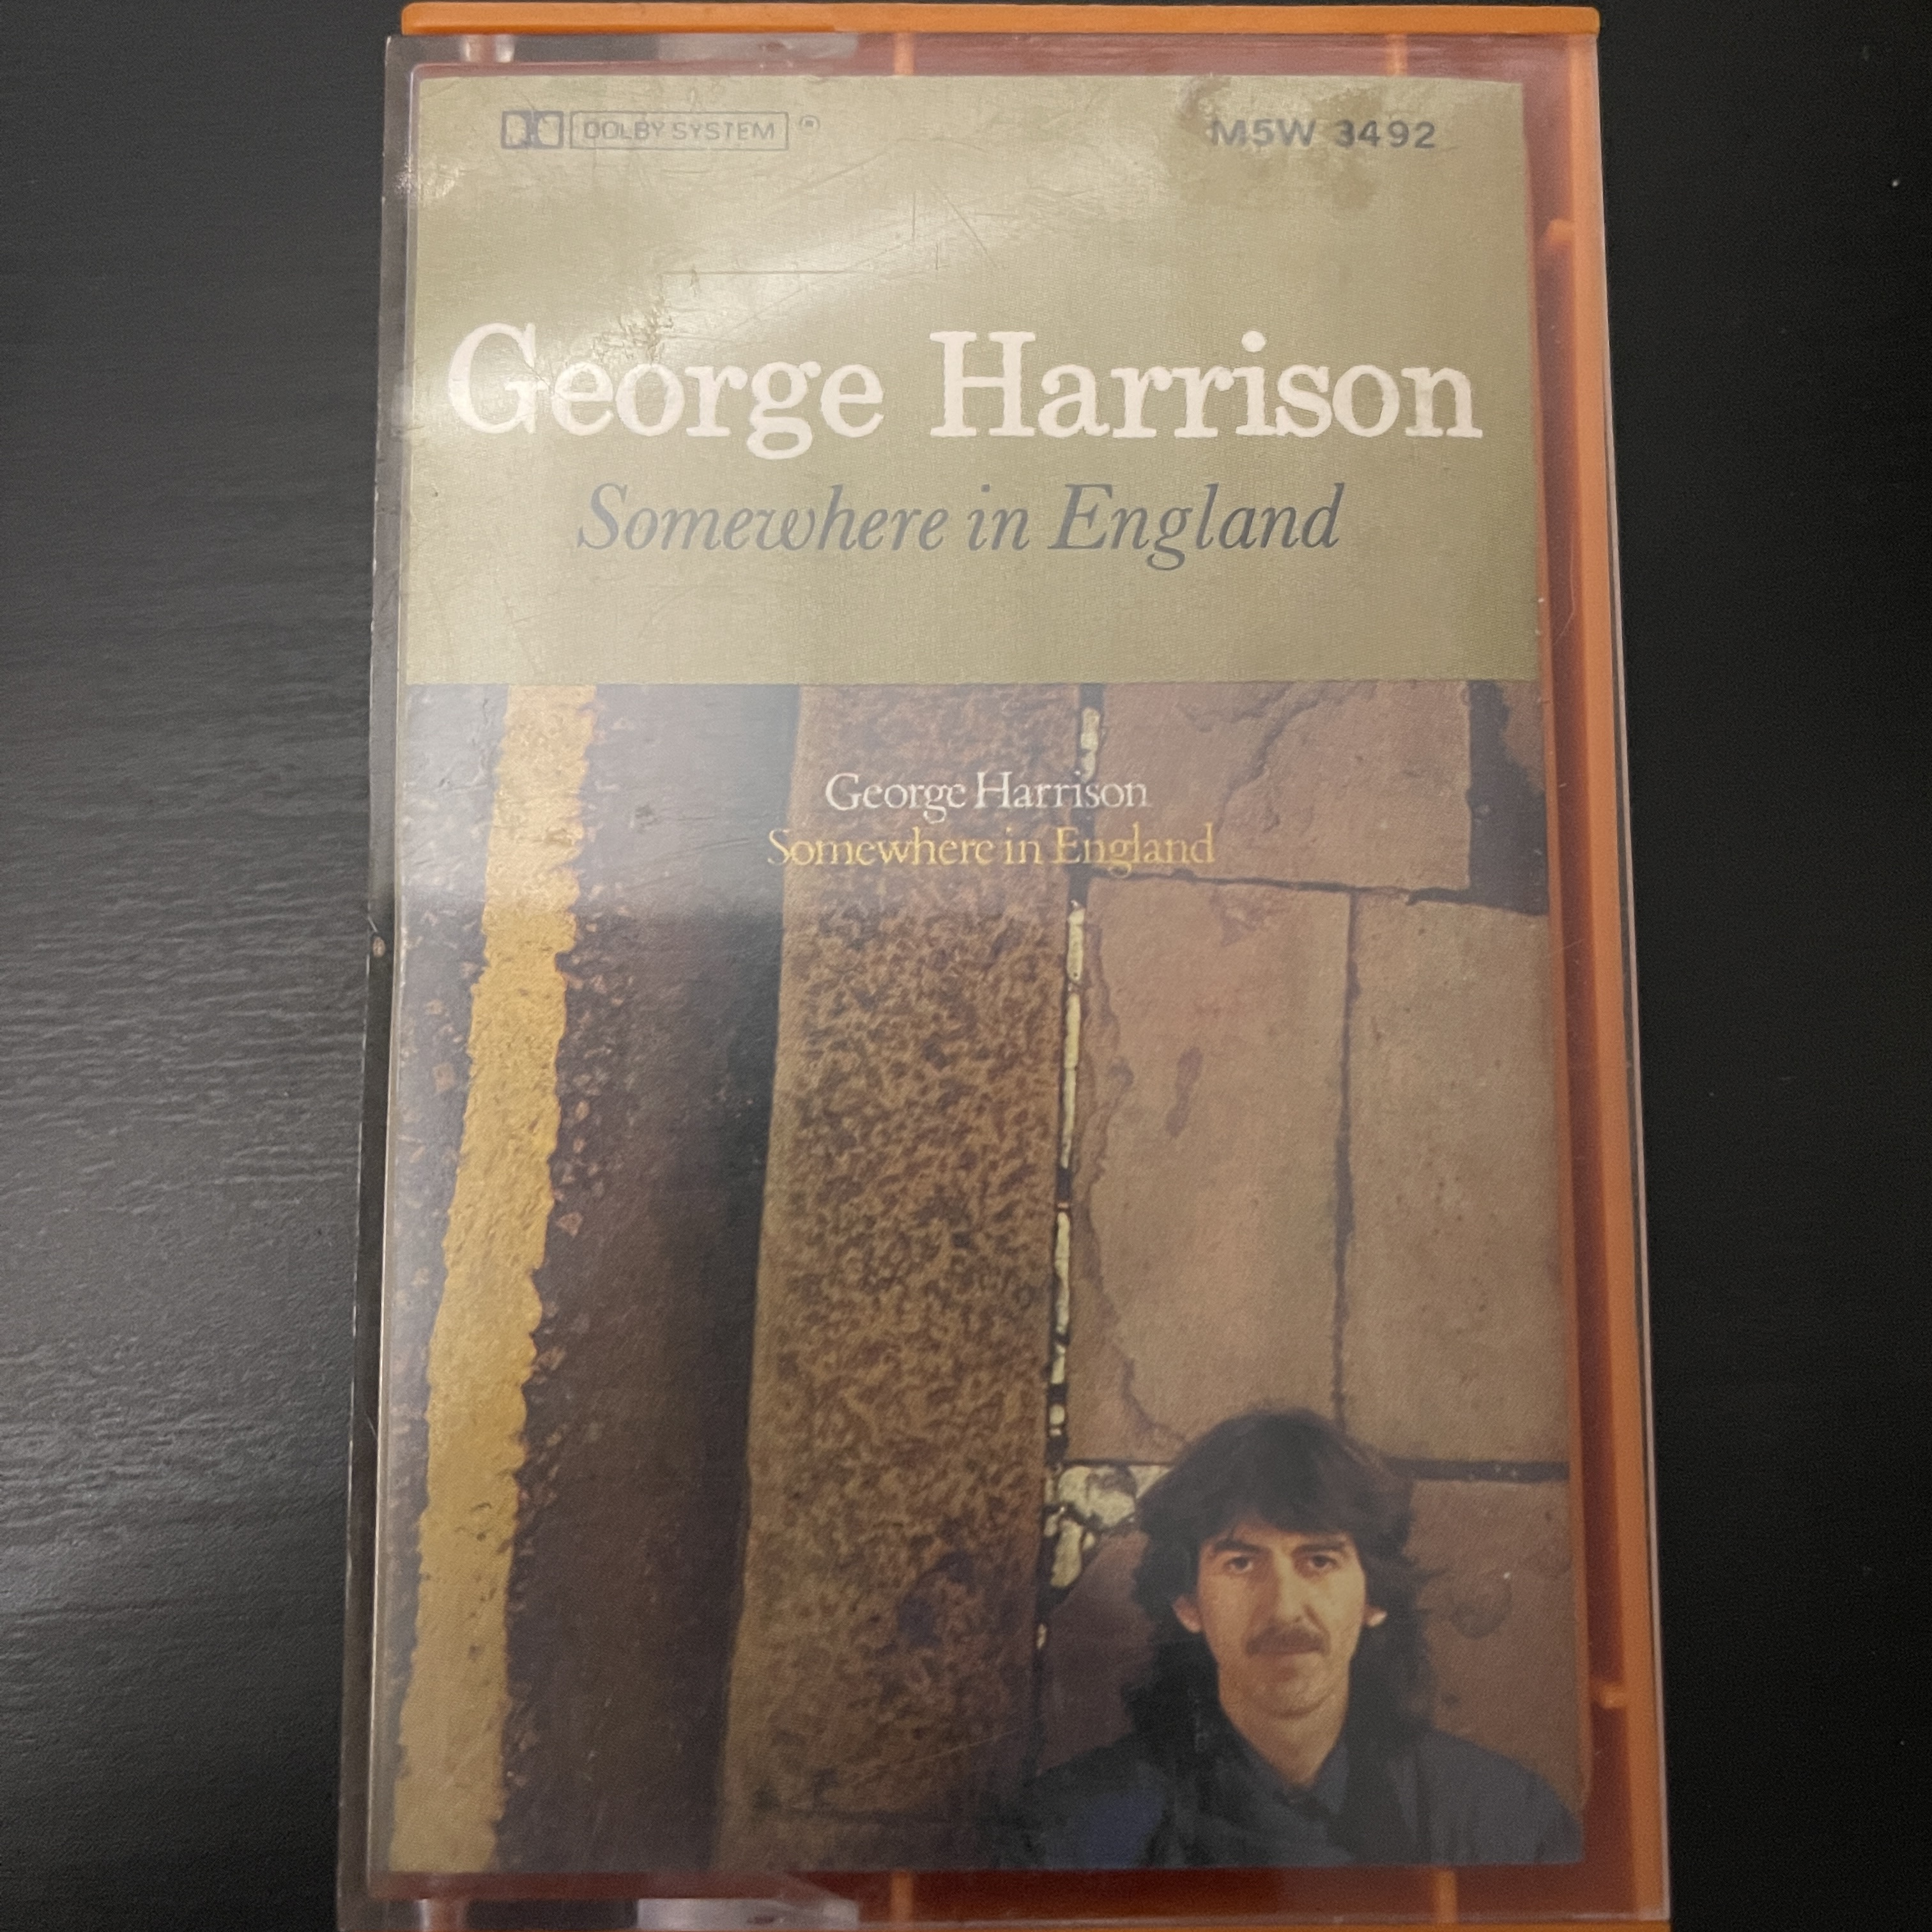 DOLBY SYSTEM ®
M5W 3492
George Harrison
Somewhere in England
George Harrison
Somewhere in England